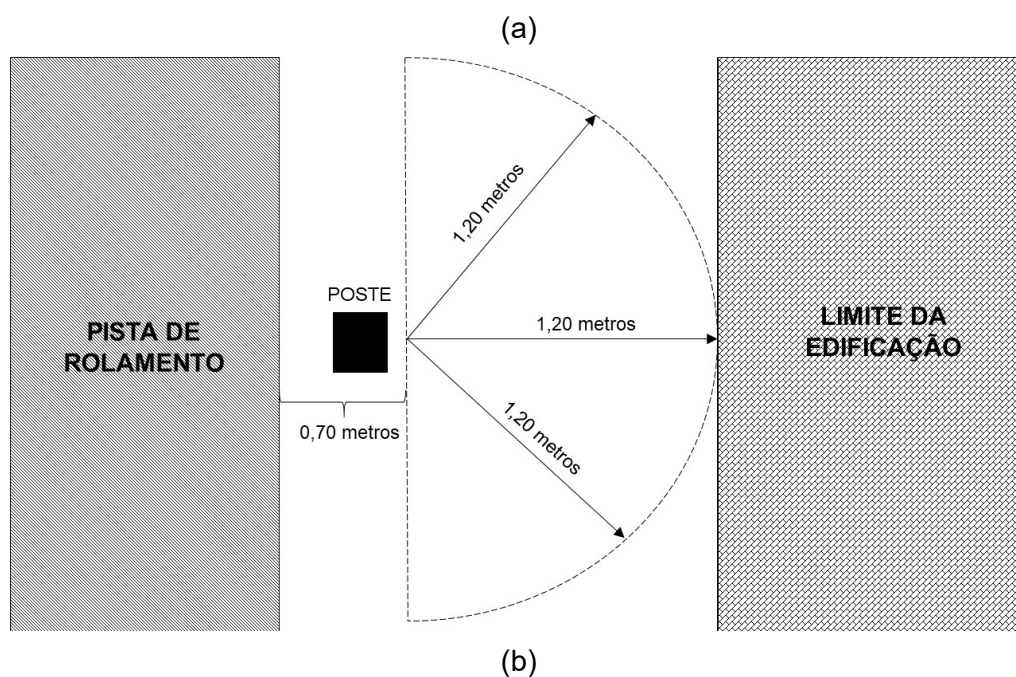 (a)
1,20 metros
POSTE
PISTA DE
ROLAMENTO
1,20 metros
LIMITE DA
EDIFICAÇÃO
0,70 metros
1,20 metros
(b)